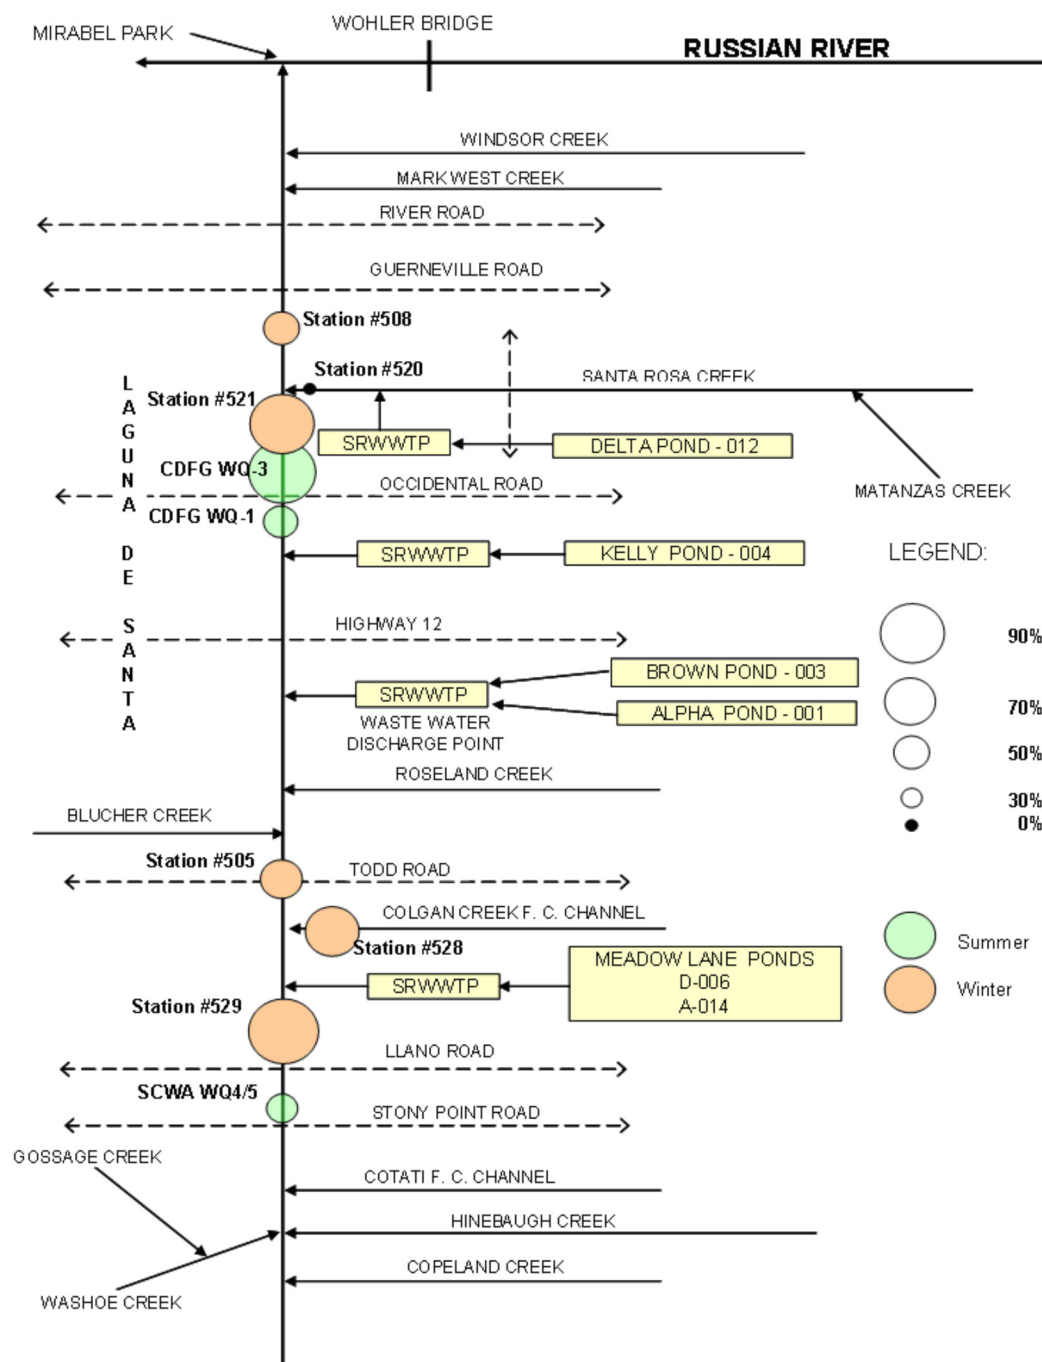 WOHLER BRIDGE
MIRABEL PARK
RUSSIAN RIVER
WINDSOR CREEK
MARK WEST CREEK
RIVER ROAD
GUERNEVILLE ROAD
Station #508
Station #520
SANTA ROSA CREEK
Station #521
SRWWTP
DELTA POND - 012
CDFG WQ-3
OCCIDENTAL ROAD
MATANZAS CREEK
CDFG WQ-1
SRWWTP
KELLY POND - 004
LAGUNA DE SANTA
HIGHWAY 12
BROWN POND - 003
SRWWTP
ALPHA POND - 001
WASTE WATER
DISCHARGE POINT
ROSELAND CREEK
BLUCHER CREEK
Station #505
TODD ROAD
COLGAN CREEK F. C. CHANNEL
Station #528
MEADOW LANE PONDS
D-006
A-014
SRWWTP
Station #529
LLANO ROAD
SCWA WQ4/5
STONY POINT ROAD
GOSSAGE CREEK
COTATI F. C. CHANNEL
HINEBAUGH CREEK
COPELAND CREEK
WASHOE CREEK
LEGEND:
90%
70%
50%
30%
0%
Summer
Winter